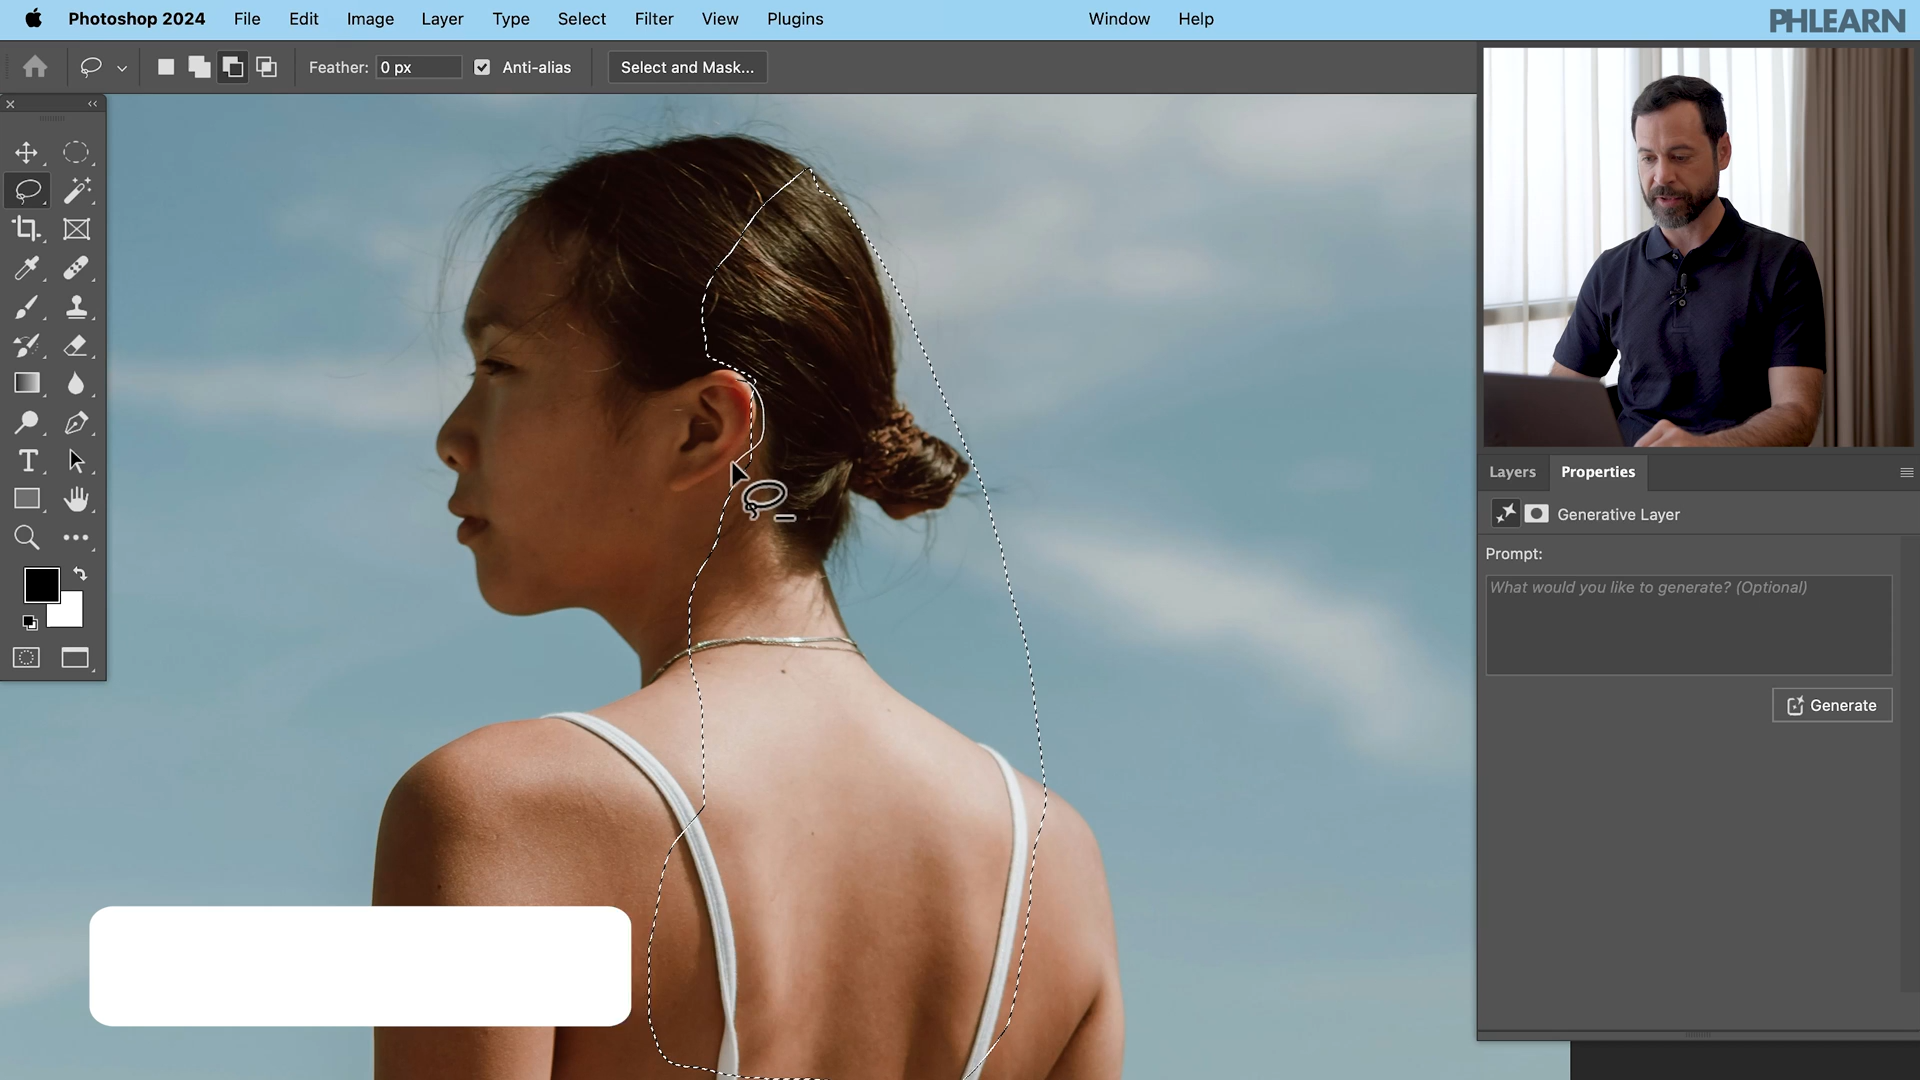 Photoshop 2024 File Edit Image Layer Type Select Filter View Plugins Window Help
PHLEARN
Feather: 0 px Anti-alias Select and Mask...
Layers Properties
Generative Layer
Prompt:
What would you like to generate? (Optional)
Generate